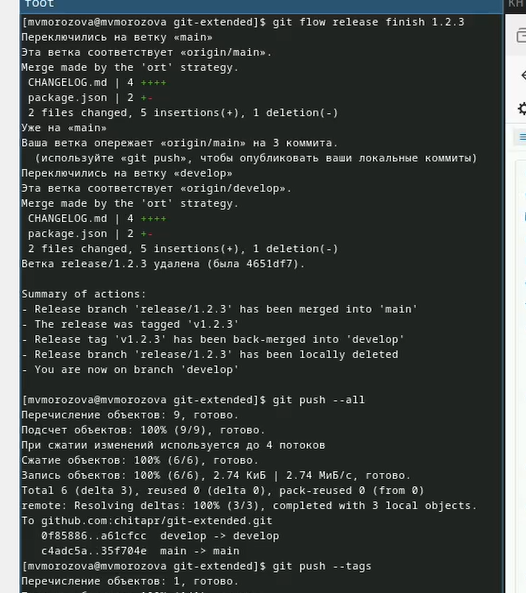 foot
[mvmorozova@mvmorozova git-extended]$ git flow release finish 1.2.3
Переключились на ветку «main»
Эта ветка соответствует «origin/main».
Merge made by the 'ort' strategy.
CHANGELOG.md | 4 ++++
package.json | 2 +-
2 files changed, 5 insertions(+), 1 deletion(-)
Уже на «main»
Ваша ветка опережает «origin/main» на 3 коммита.
(используйте «git push», чтобы опубликовать ваши локальные коммиты)
Переключились на ветку «develop»
Эта ветка соответствует «origin/develop».
Merge made by the 'ort' strategy.
CHANGELOG.md | 4 ++++
package.json | 2 +-
2 files changed, 5 insertions(+), 1 deletion(-)
Ветка release/1.2.3 удалена (была 4651df7).
Summary of actions:
- Release branch 'release/1.2.3' has been merged into 'main'
- The release was tagged 'v1.2.3'
- Release tag 'v1.2.3' has been back-merged into 'develop'
- Release branch 'release/1.2.3' has been locally deleted
- You are now on branch 'develop'
[mvmorozova@mvmorozova git-extended]$ git push --all
Перечисление объектов: 9, готово.
Подсчет объектов: 100% (9/9), готово.
При сжатии изменений используется до 4 потоков
Сжатие объектов: 100% (6/6), готово.
Запись объектов: 100% (6/6), 2.74 КиБ | 2.74 МиБ/с, готово.
Total 6 (delta 3), reused 0 (delta 0), pack-reused 0 (from 0)
remote: Resolving deltas: 100% (3/3), completed with 3 local objects.
To github.com:chitapr/git-extended.git
0f85886..a61cfcc develop -> develop
c4adc5a..35f704e main -> main
[mvmorozova@mvmorozova git-extended]$ git push --tags
Перечисление объектов: 1, готово.